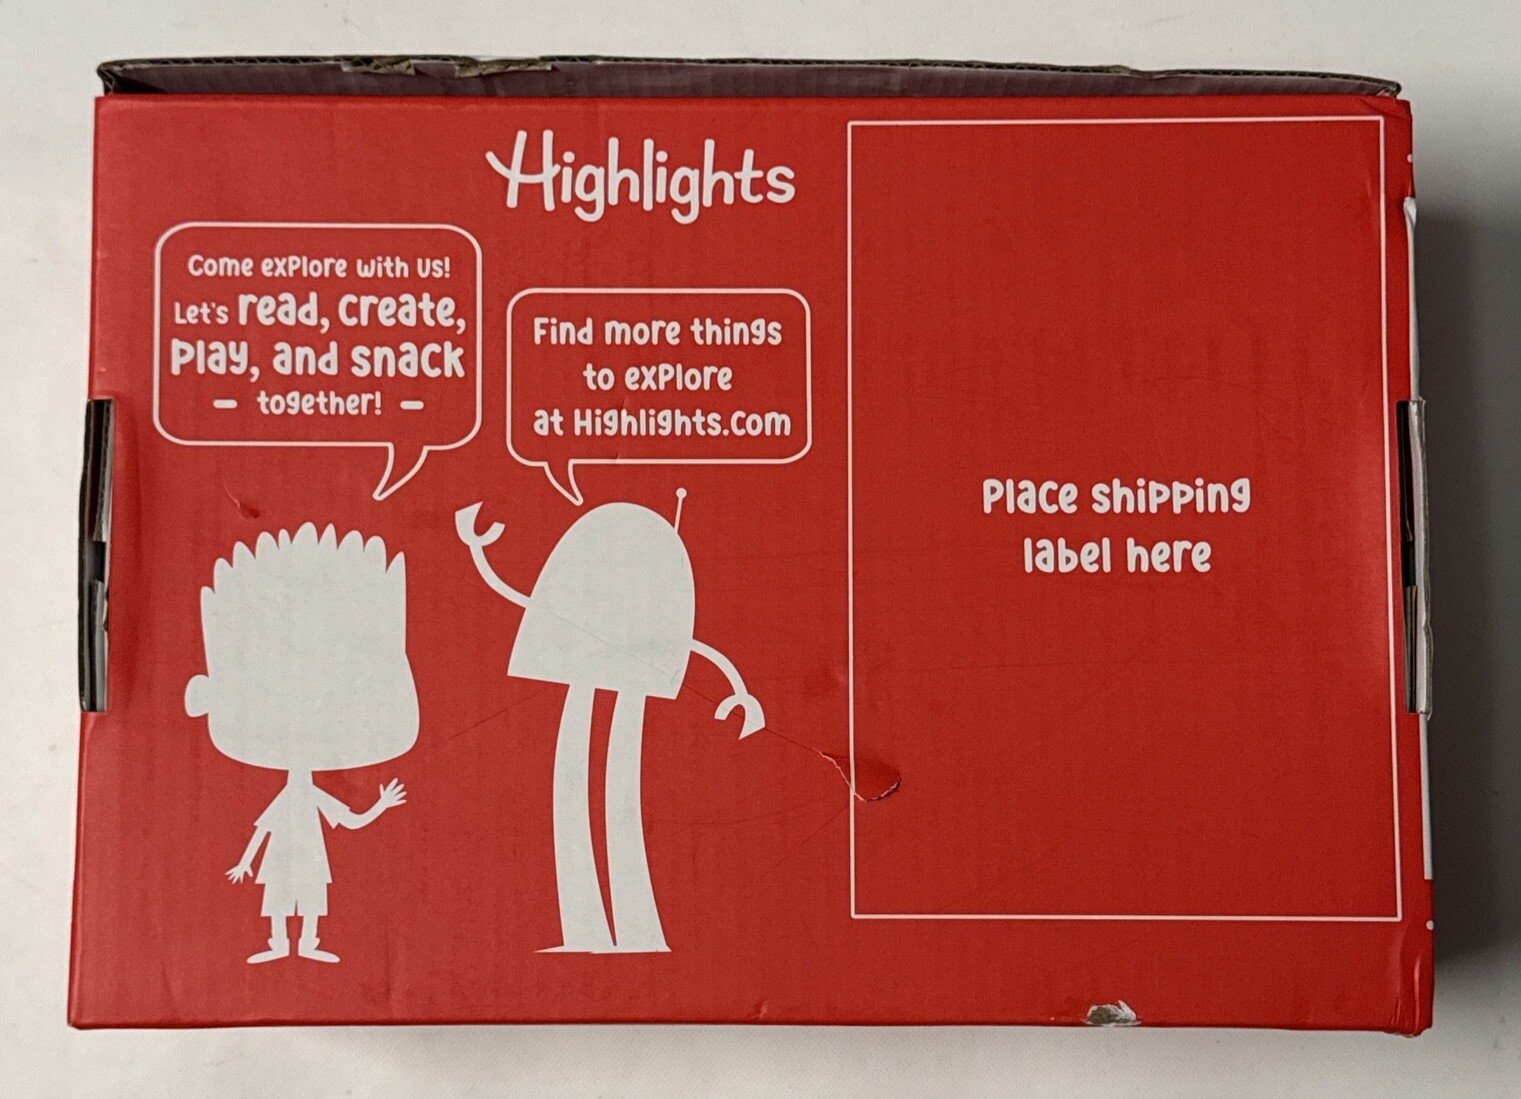 Highlights
Come explore with us!
Let's read, create,
play, and snack
– together! –
Find more things
to explore
at Highlights.com
Place shipping
label here